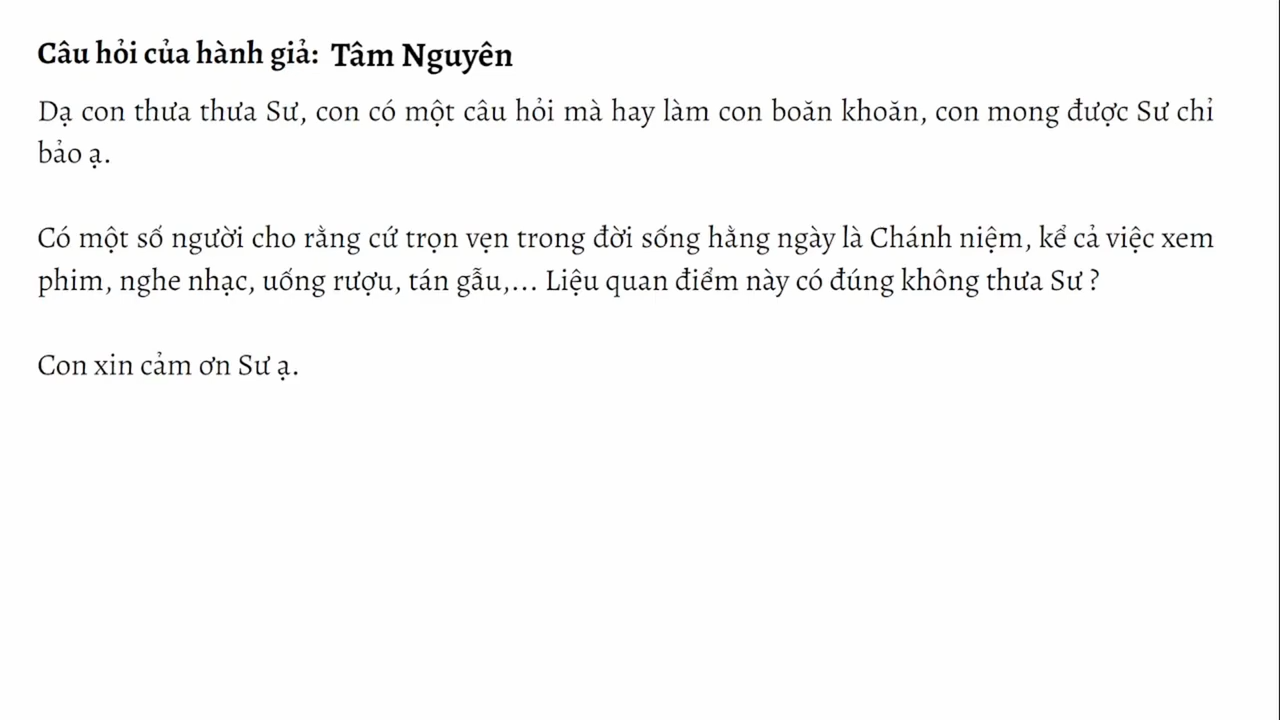 Câu hỏi của hành giả: Tâm Nguyên
Dạ con thưa thưa Sư, con có một câu hỏi mà hay làm con boăn khoăn, con mong được Sư chỉ
bảo ạ.
Có một số người cho rằng cứ trọn vẹn trong đời sống hằng ngày là Chánh niệm, kể cả việc xem
phim, nghe nhạc, uống rượu, tán gẫu,... Liệu quan điểm này có đúng không thưa Sư ?
Con xin cảm ơn Sư ạ.